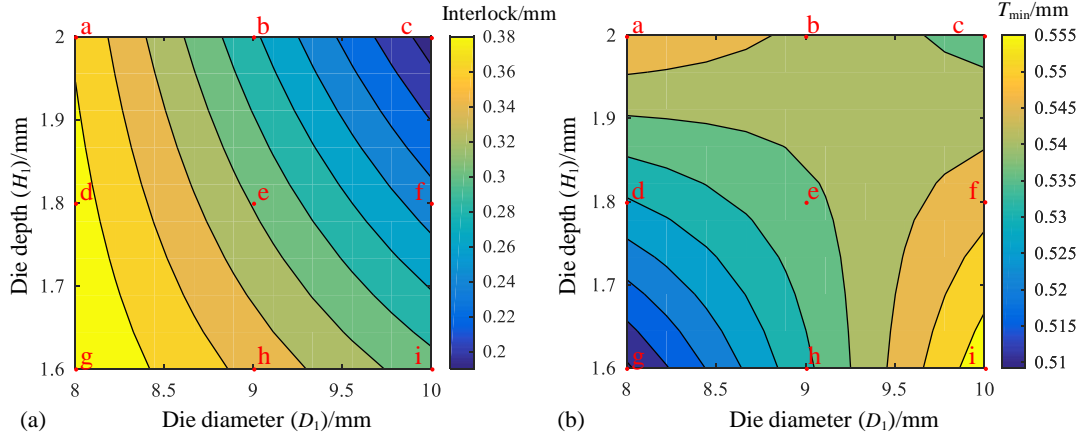 Interlock/mm
a b c
2
1.9
1.8
1.7
1.6
d e f
g h i
8 8.5 9 9.5 10
Die depth (H₁)/mm
Die diameter (D₁)/mm
0.38
0.36
0.34
0.32
0.3
0.28
0.26
0.24
0.22
0.2
(a)
Tmin/mm
a b c
2
1.9
1.8
1.7
1.6
d e f
g h i
8 8.5 9 9.5 10
Die depth (H₁)/mm
Die diameter (D₁)/mm
0.555
0.55
0.545
0.54
0.535
0.53
0.525
0.52
0.515
0.51
(b)